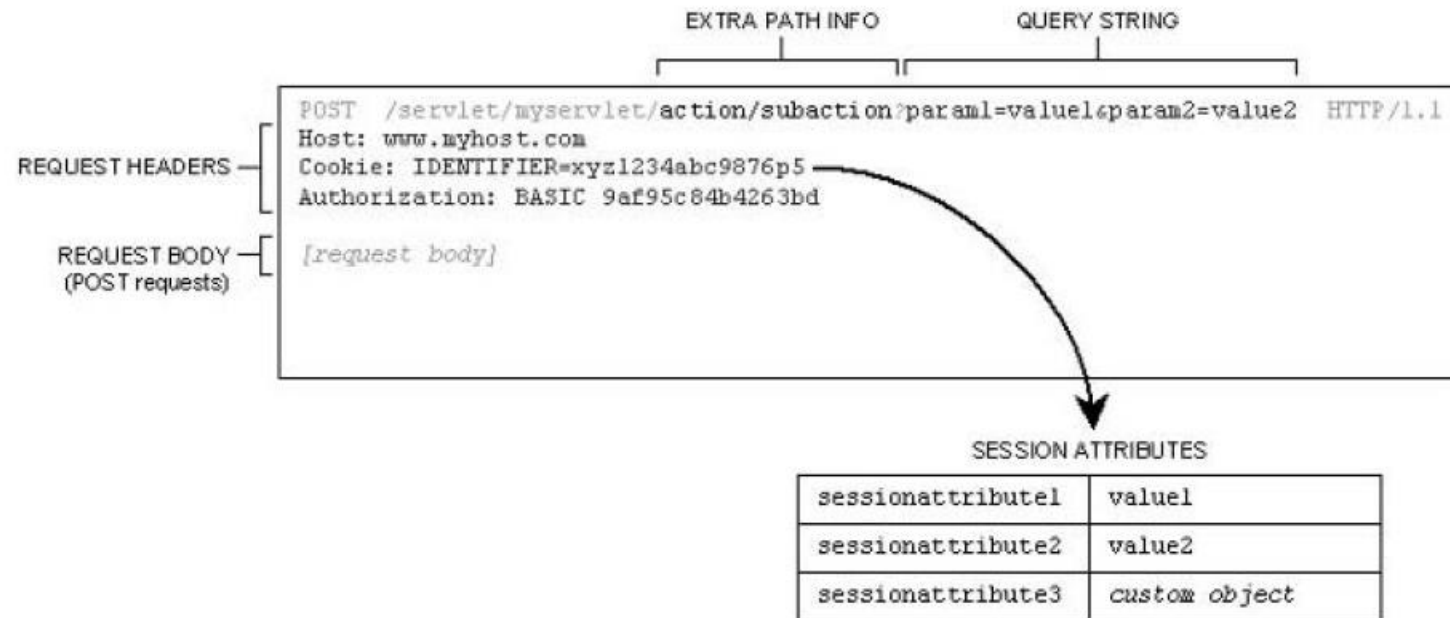 EXTRA PATH INFO QUERY STRING
POST /servlet/myservlet/action/subaction?param1=value1&param2=value2 HTTP/1.1
REQUEST HEADERS
Host: www.myhost.com
Cookie: IDENTIFIER=xyz1234abc9876p5
Authorization: BASIC 9af95c84b4263bd
REQUEST BODY
(POST requests)
[request body]
SESSION ATTRIBUTES
sessionattribute1 value1
sessionattribute2 value2
sessionattribute3 custom object